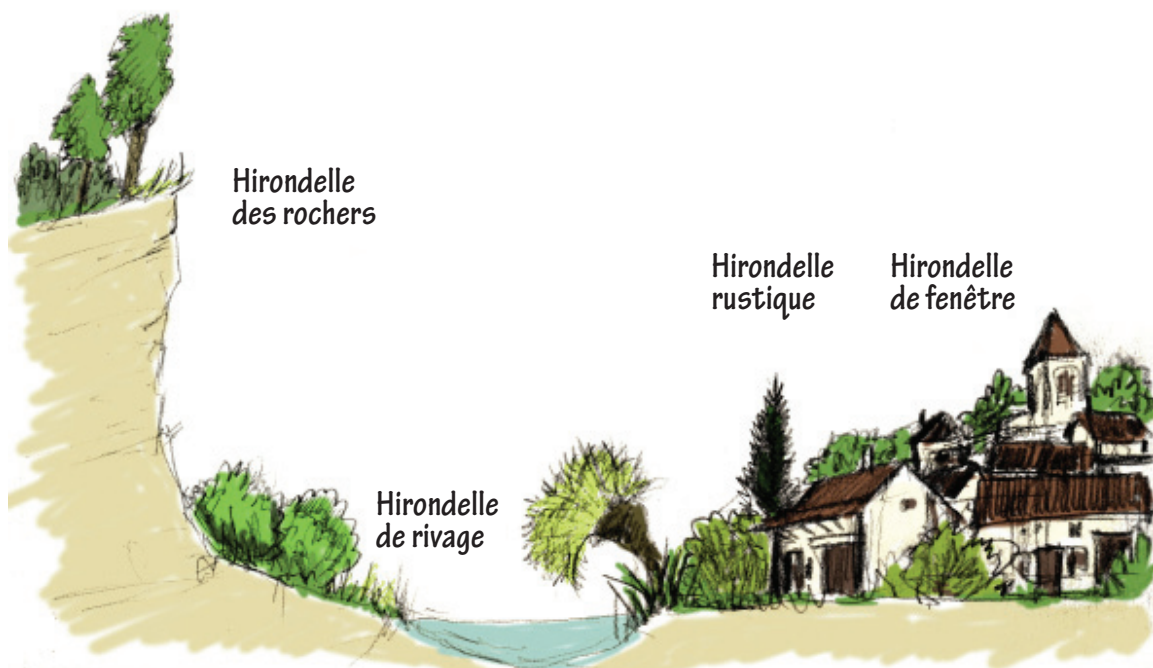 Hirondelle
des rochers
Hirondelle
rustique
Hirondelle
de fenêtre
Hirondelle
de rivage